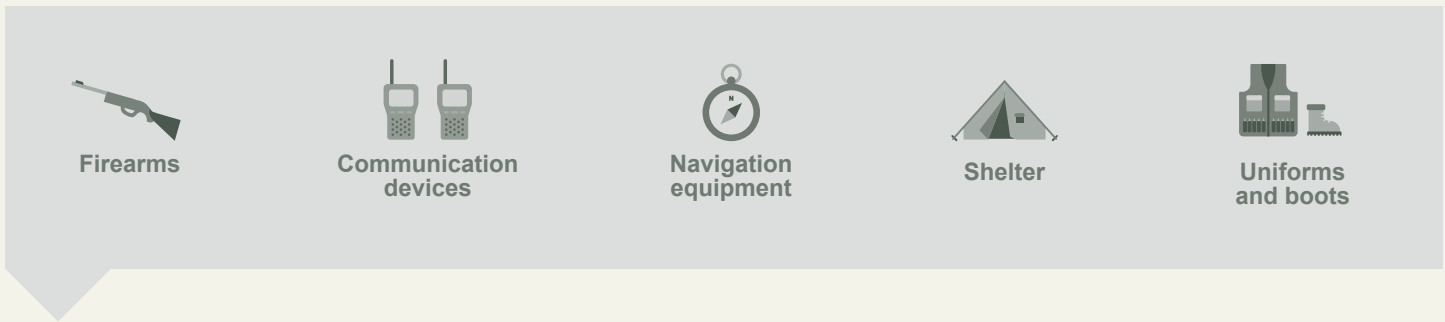 Firearms
Communication
devices
N
Navigation
equipment
Shelter
Uniforms
and boots